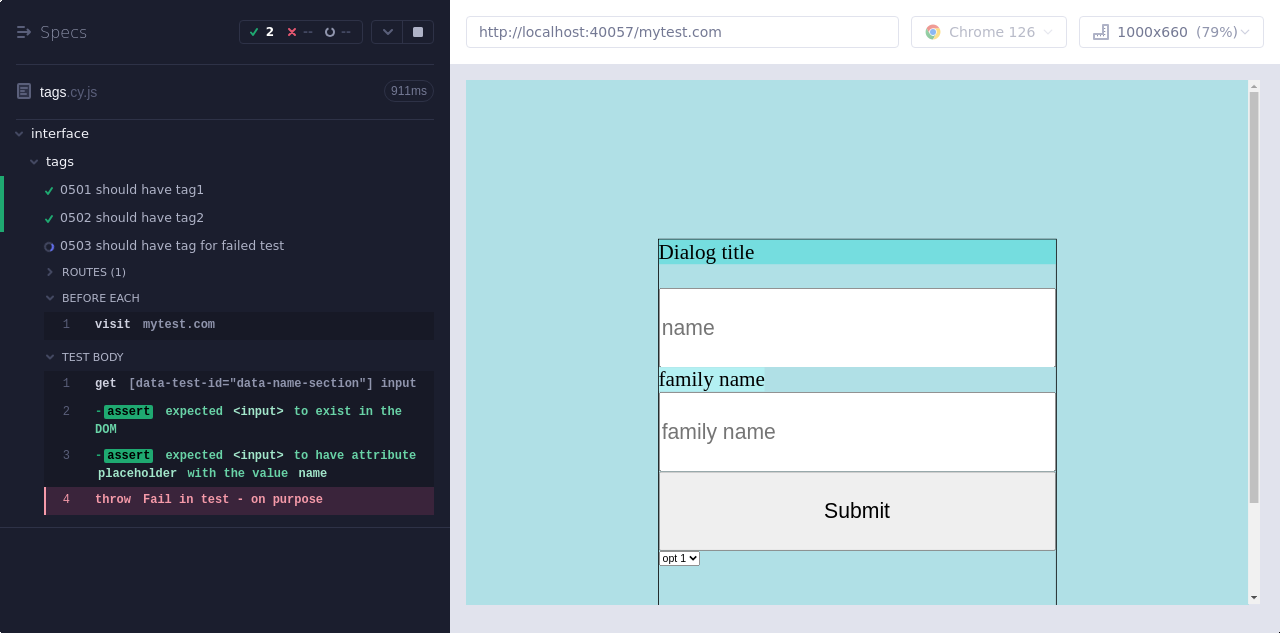 Specs
2
--
--
tags.cy.js
911ms
interface
tags
0501 should have tag1
0502 should have tag2
0503 should have tag for failed test
ROUTES (1)
BEFORE EACH
1 visit mytest.com
TEST BODY
1 get [data-test-id="data-name-section"] input
2 -assert expected <input> to exist in the
DOM
3 -assert expected <input> to have attribute
placeholder with the value name
4 throw Fail in test - on purpose
http://localhost:40057/mytest.com
Chrome 126
1000x660 (79%)
Dialog title
name
family name
family name
Submit
opt 1